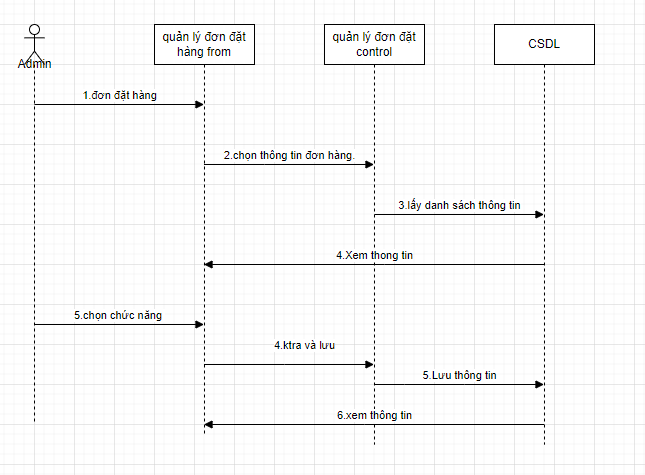 quản lý đơn đặt
hàng from
quản lý đơn đặt
control
CSDL
Admin
1.đơn đặt hàng
2.chọn thông tin đơn hàng.
3.lấy danh sách thông tin
4.Xem thong tin
5.chọn chức năng
4.ktra và lưu
5.Lưu thông tin
6.xem thông tin